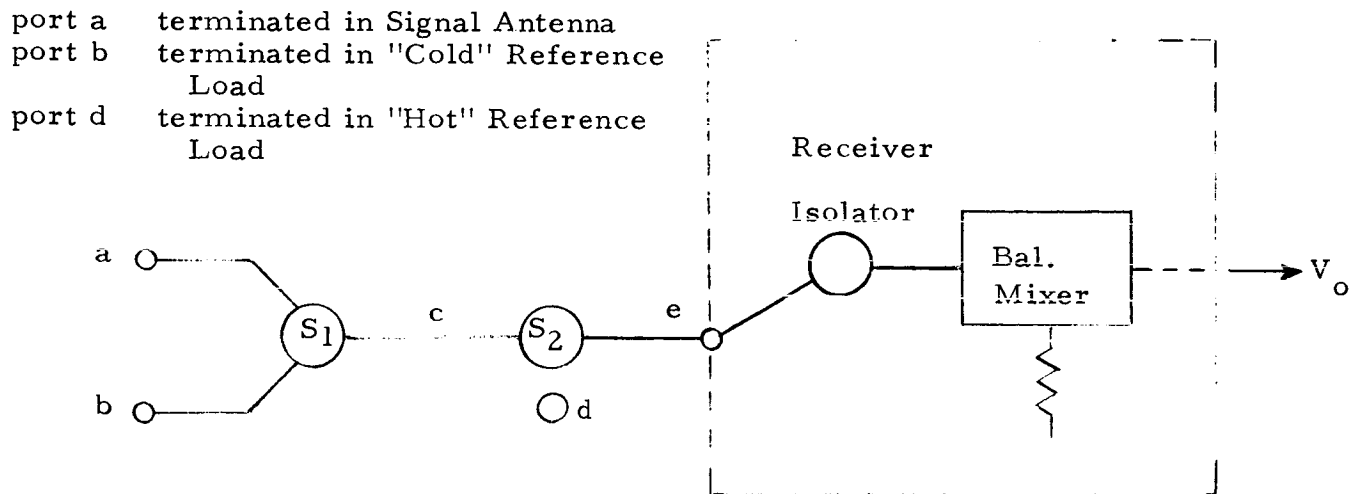 port a terminated in Signal Antenna
port b terminated in "Cold" Reference
Load
port d terminated in "Hot" Reference
Load
Receiver
Isolator
a
b
S1
c
S2
d
e
Bal.
Mixer
Vo